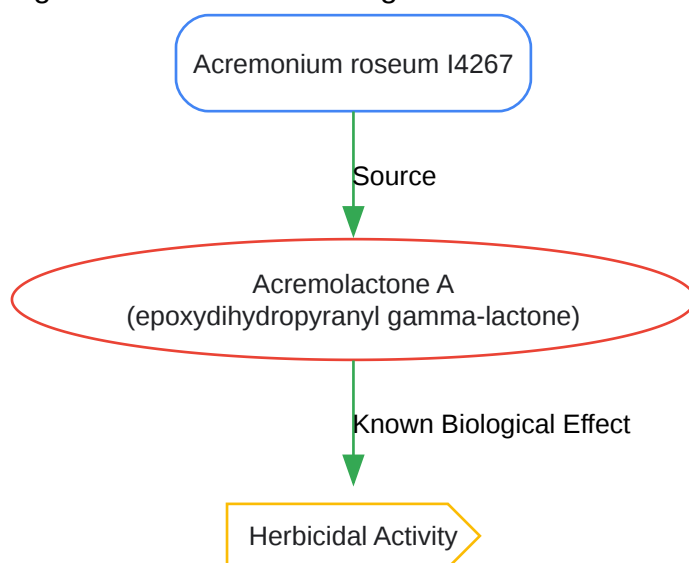 Acremonium roseum I4267
Source
Acremolactone A
(epoxydihydropyranyl gamma-lactone)
Known Biological Effect
Herbicidal Activity